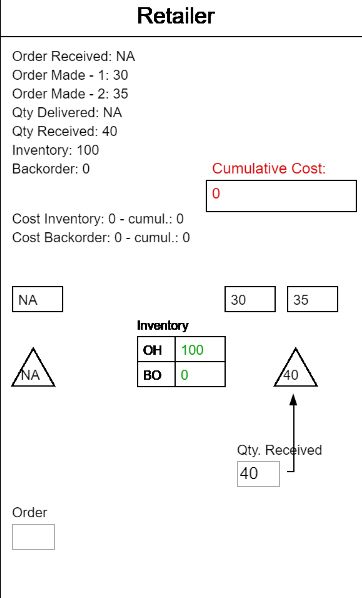 Retailer
Order Received: NA
Order Made - 1: 30
Order Made - 2: 35
Qty Delivered: NA
Qty Received: 40
Inventory: 100
Backorder: 0
Cumulative Cost:
0
Cost Inventory: 0 - cumul.: 0
Cost Backorder: 0 - cumul.: 0
NA
30
35
Inventory
OH 100
BO 0
NA
40
Qty. Received
40
Order